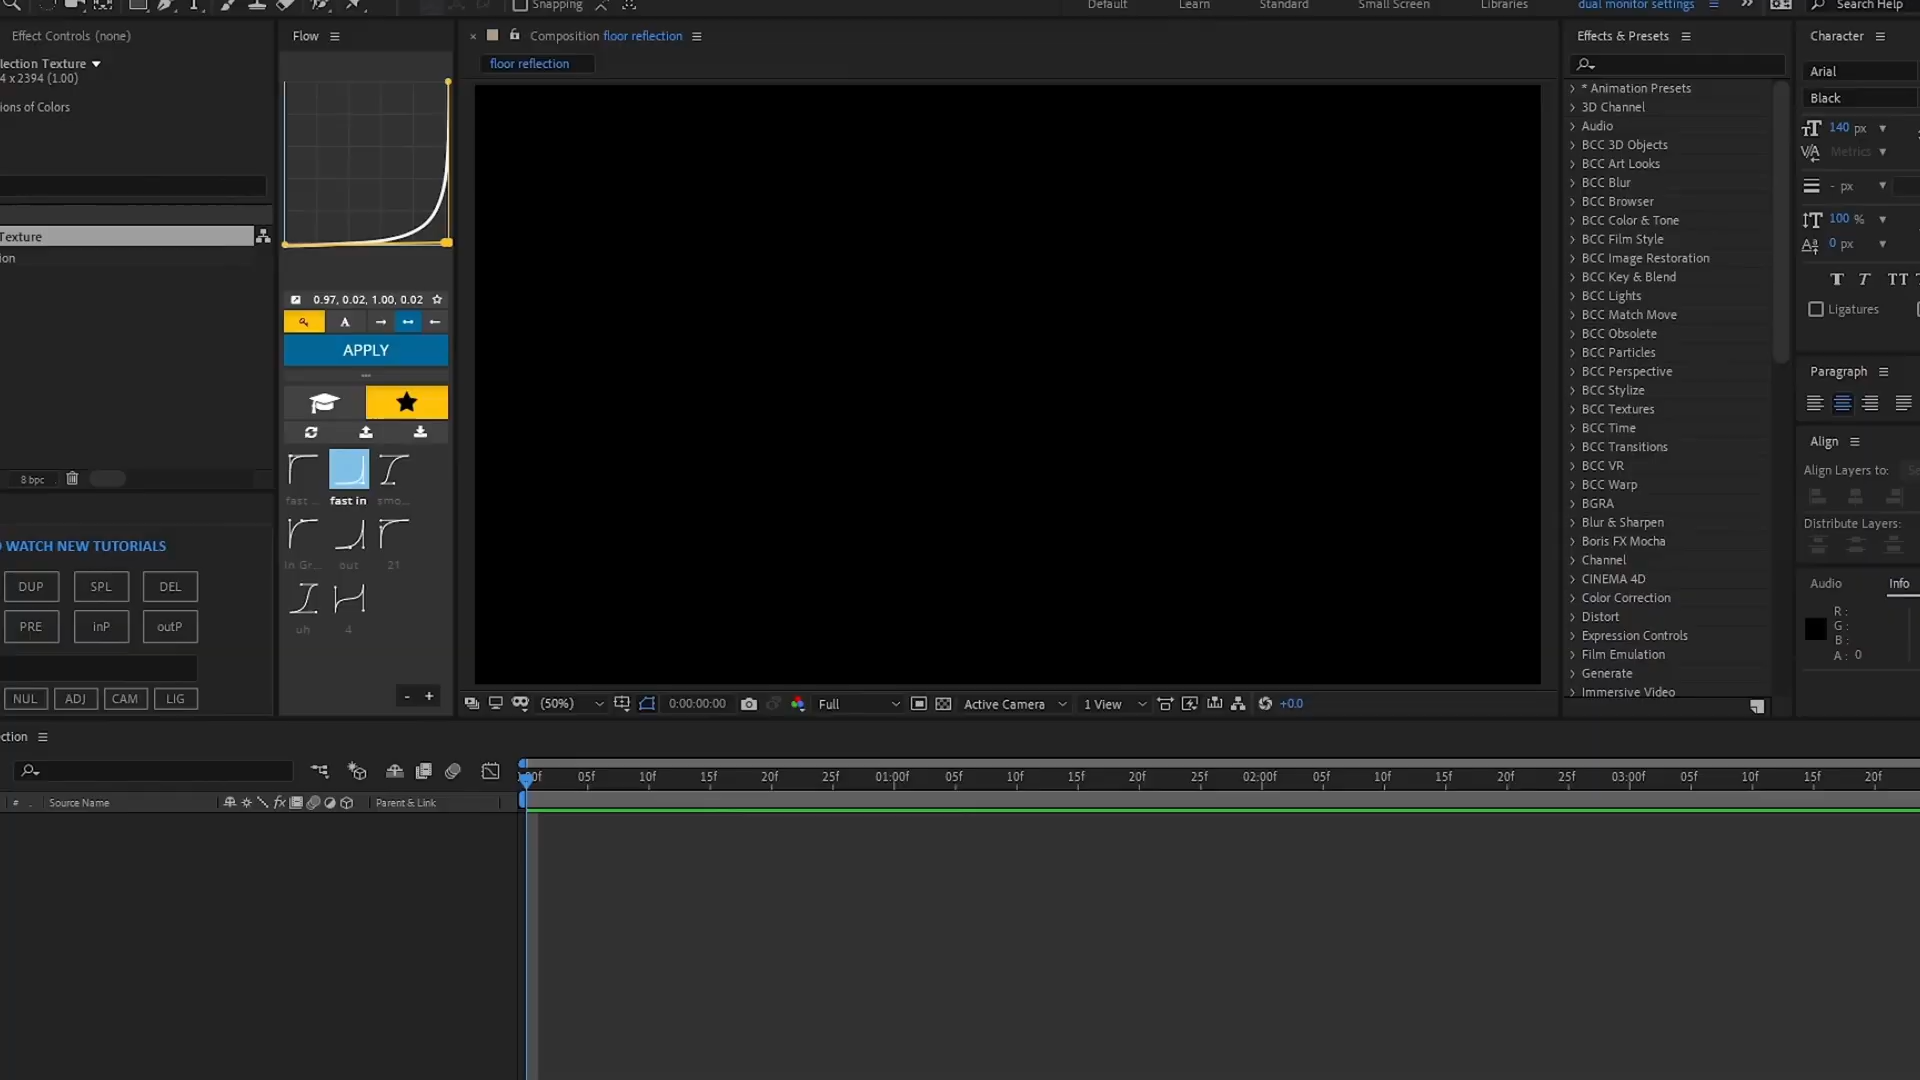 Snapping
Default
Learn
Standard
Small Screen
Libraries
dual monitor settings
Search Help
Effect Controls (none)
Flow
Composition floor reflection
Effects & Presets
Character
lection Texture
4 x 2394 (1.00)
ions of Colors
floor reflection
Arial
Black
140 px
Metrics
- px
100 %
0 px
Ligatures
* Animation Presets
3D Channel
Audio
BCC 3D Objects
BCC Art Looks
BCC Blur
BCC Browser
BCC Color & Tone
BCC Film Style
BCC Image Restoration
BCC Key & Blend
BCC Lights
BCC Match Move
BCC Obsolete
BCC Particles
BCC Perspective
BCC Stylize
BCC Textures
BCC Time
BCC Transitions
BCC VR
BCC Warp
BGRA
Blur & Sharpen
Boris FX Mocha
Channel
CINEMA 4D
Color Correction
Distort
Expression Controls
Film Emulation
Generate
Immersive Video
Texture
ion
0.97, 0.02, 1.00, 0.02
A
APPLY
fast ...
fast in
smo...
In Gr...
out
21
uh
4
- +
8 bpc
WATCH NEW TUTORIALS
DUP
SPL
DEL
PRE
inP
outP
NUL
ADJ
CAM
LIG
Paragraph
Align
Align Layers to:
Distribute Layers:
Audio
Info
R :
G :
B :
A : 0
(50%)
0:00:00:00
Full
Active Camera
1 View
+0.0
ction
05f
10f
15f
20f
25f
01:00f
05f
10f
15f
20f
25f
02:00f
05f
10f
15f
20f
25f
03:00f
05f
10f
15f
20f
#
Source Name
fx
Parent & Link